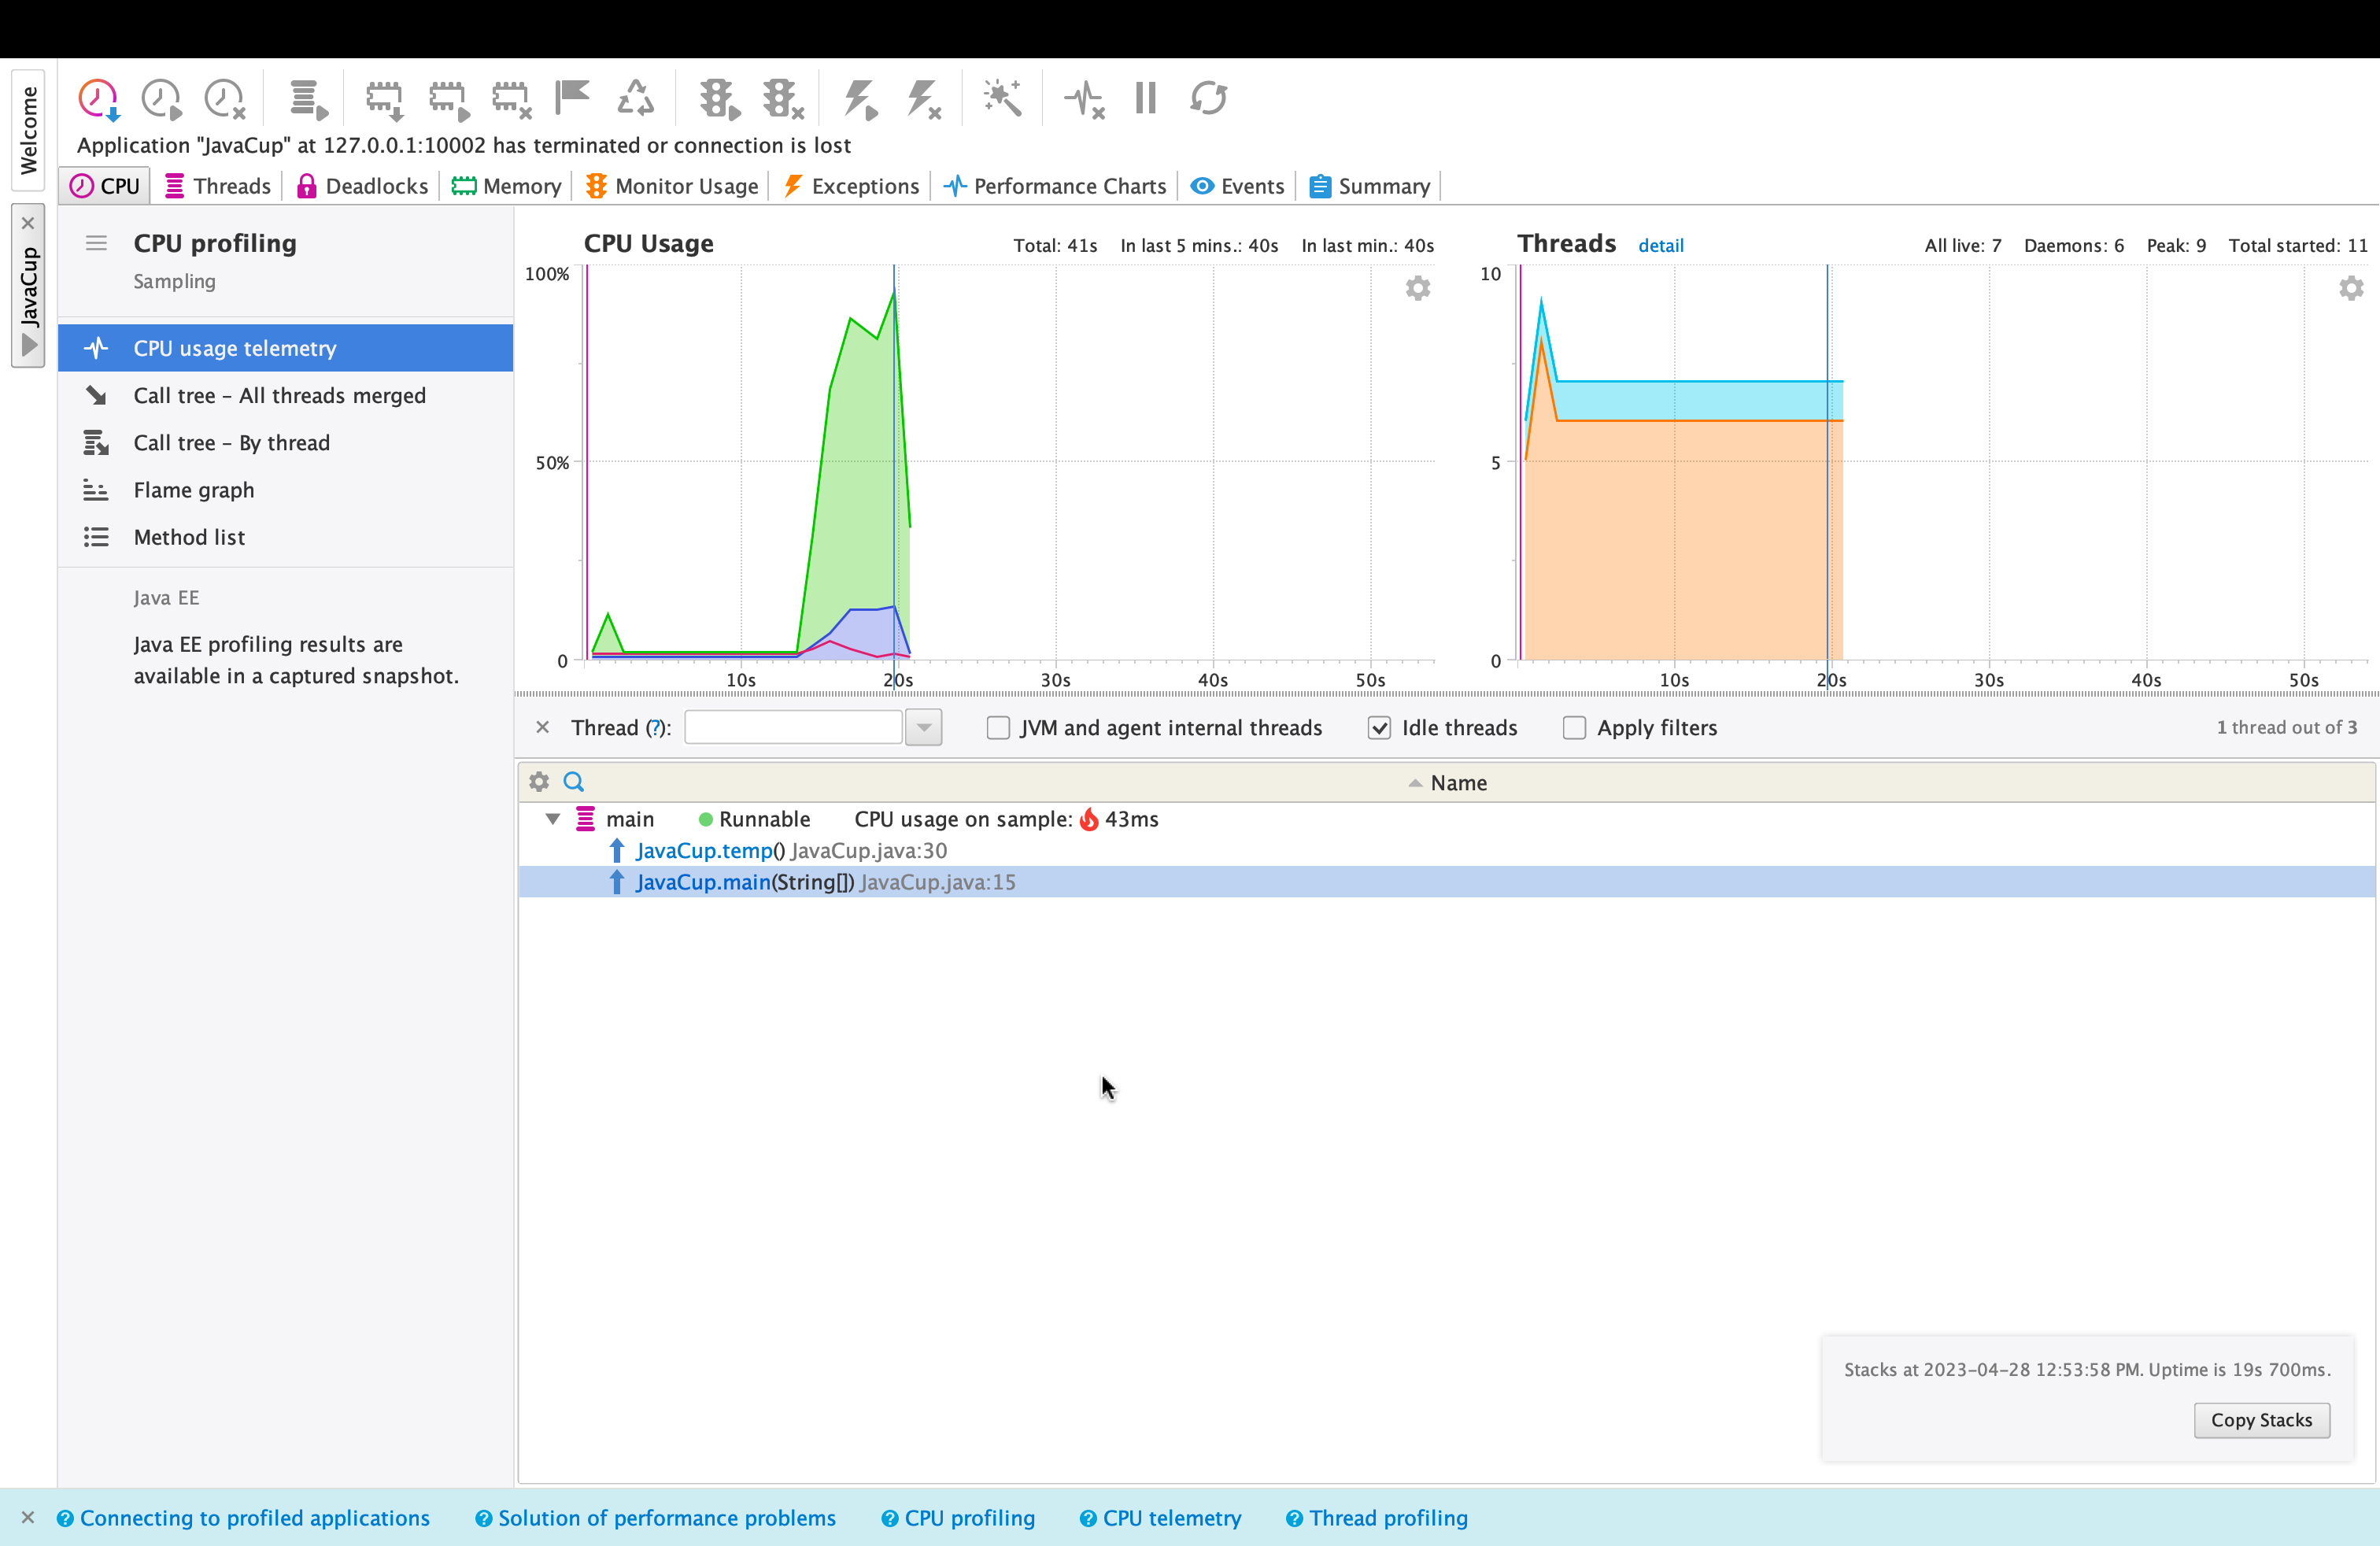 Welcome
JavaCup
Application "JavaCup" at 127.0.0.1:10002 has terminated or connection is lost
CPU Threads Deadlocks Memory Monitor Usage Exceptions Performance Charts Events Summary
CPU profiling
Sampling
CPU usage telemetry
Call tree – All threads merged
Call tree – By thread
Flame graph
Method list
Java EE
Java EE profiling results are
available in a captured snapshot.
CPU Usage Total: 41s In last 5 mins.: 40s In last min.: 40s
100%
50%
0
10s 20s 30s 40s 50s
Threads detail All live: 7 Daemons: 6 Peak: 9 Total started: 11
10
5
0
10s 20s 30s 40s 50s
Thread (?): JVM and agent internal threads Idle threads Apply filters 1 thread out of 3
Name
main Runnable CPU usage on sample: 43ms
JavaCup.temp() JavaCup.java:30
JavaCup.main(String[]) JavaCup.java:15
Stacks at 2023-04-28 12:53:58 PM. Uptime is 19s 700ms.
Copy Stacks
? Connecting to profiled applications ? Solution of performance problems ? CPU profiling ? CPU telemetry ? Thread profiling